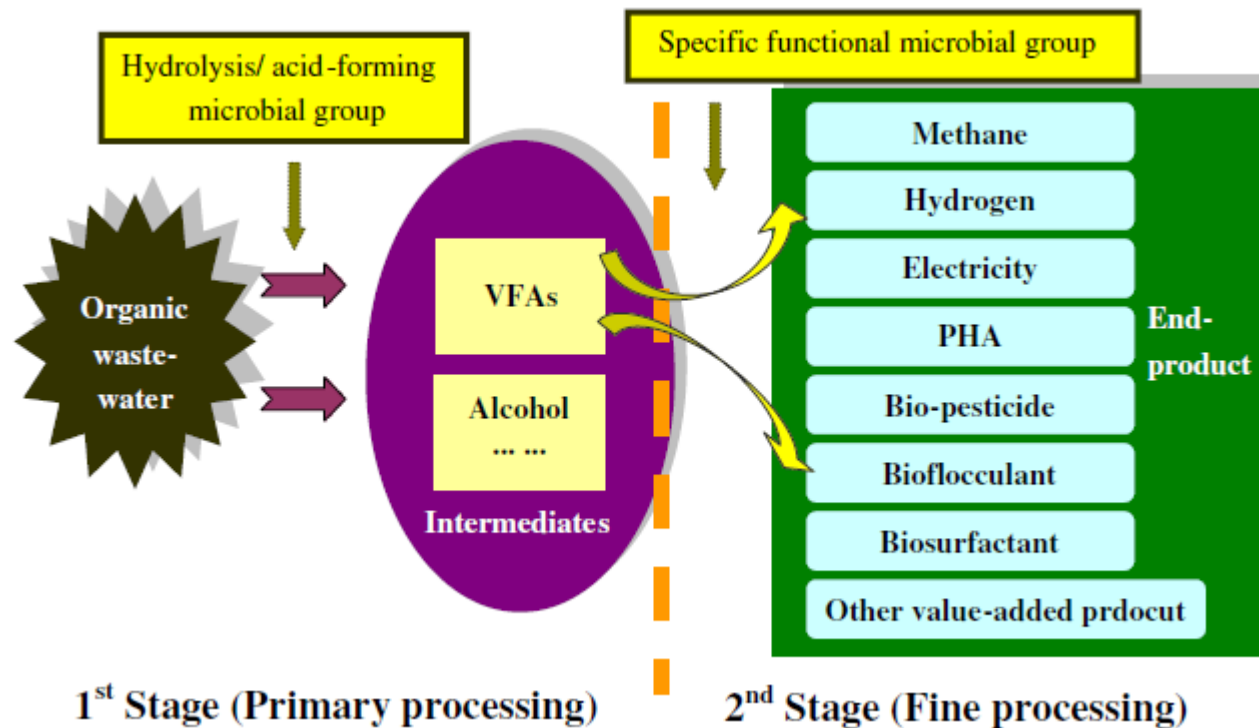 Hydrolysis/ acid-forming
microbial group
Specific functional microbial group
Organic
waste-
water
VFAs
Alcohol
... ...
Intermediates
Methane
Hydrogen
Electricity
PHA
Bio-pesticide
Bioflocculant
Biosurfactant
Other value-added prdocut
End-
product
1st Stage (Primary processing)
2nd Stage (Fine processing)